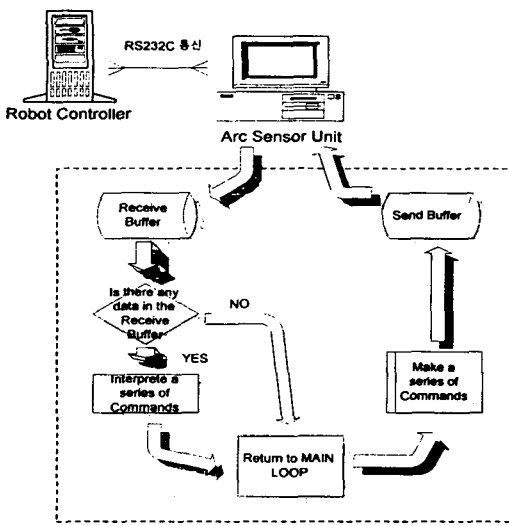 RS232C 통신
Robot Controller
Arc Sensor Unit
Receive
Buffer
Send Buffer
Is there any
data in the
Receive
Buffer
NO
YES
Interprete a
series of
Commands
Make a
series of
Commands
Return to MAIN
LOOP